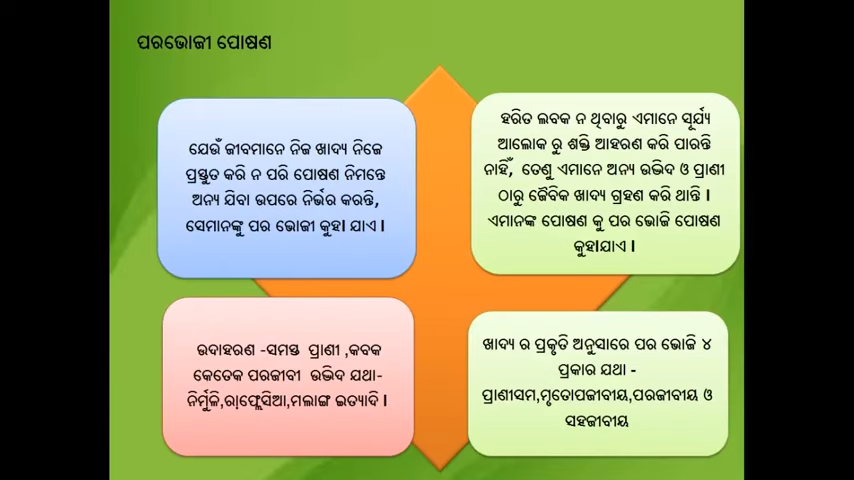 ପରଭୋଜୀ ପୋଷଣ
ଯେଉଁ ଜୀବମାନେ ନିଜ ଖାଦ୍ୟ ନିଜେ
ପ୍ରସ୍ତୁତ କରି ନ ପରି ପୋଷଣ ନିମନ୍ତେ
ଅନ୍ୟ ଯିବା ଉପରେ ନିର୍ଭର କରନ୍ତି,
ସେମାନଙ୍କୁ ପର ଭୋଜୀ କୁହା ଯାଏ l
ହରିତ ଲବକ ନ ଥିବାରୁ ଏମାନେ ସୂର୍ଯ୍ୟ
ଆଲୋକ ରୁ ଶକ୍ତି ଆହରଣ କରି ପାରନ୍ତି
ନାହିଁ, ତେଣୁ ଏମାନେ ଅନ୍ୟ ଉଦ୍ଭିଦ ଓ ପ୍ରାଣୀ
ଠାରୁ ଜୈବିକ ଖାଦ୍ୟ ଗ୍ରହଣ କରି ଥାନ୍ତି l
ଏମାନଙ୍କ ପୋଷଣ କୁ ପର ଭୋଜି ପୋଷଣ
କୁହାଯାଏ l
ଉଦାହରଣ -ସମସ୍ତ ପ୍ରାଣୀ ,କବକ
କେତେକ ପରଜୀବୀ ଉଦ୍ଭିଦ ଯଥା-
ନିର୍ମୁଳି,ରାଫ୍ଲେସିଆ,ମଲାଙ୍ଗ ଇତ୍ୟାଦି l
ଖାଦ୍ୟ ର ପ୍ରକୃତି ଅନୁସାରେ ପର ଭୋଜି ୪
ପ୍ରକାର ଯଥା -
ପ୍ରାଣୀସମ,ମୃତୋପଜୀବୀୟ,ପରଜୀବୀୟ ଓ
ସହଜୀବୀୟ